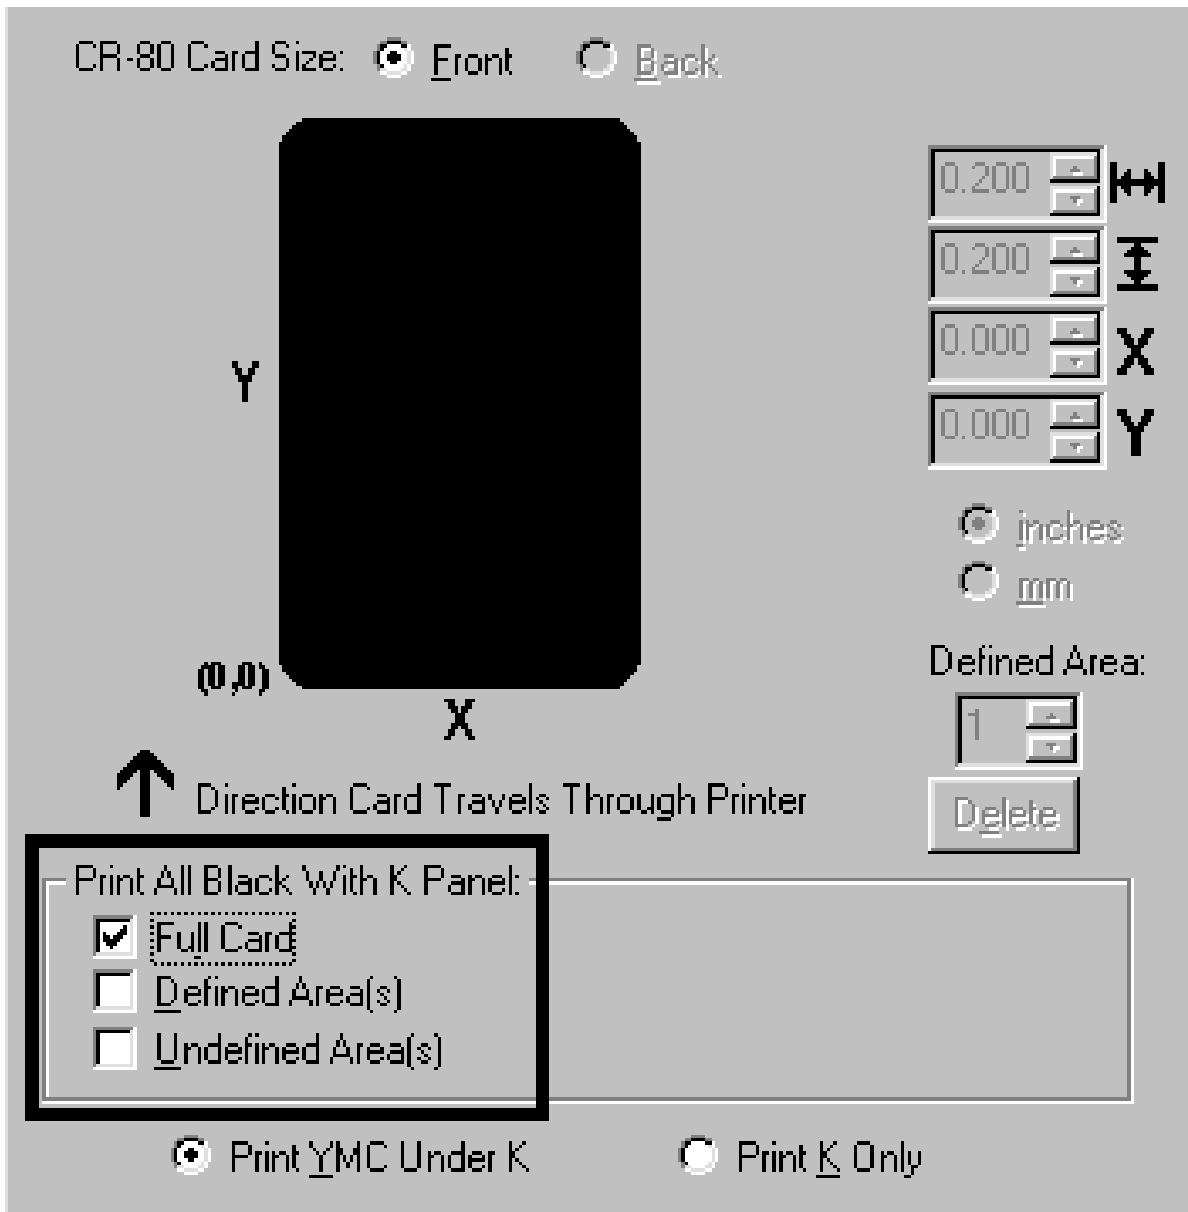 CR-80 Card Size: Front Back
0.200
0.200
0.000 X
Y
0.000 Y
inches
mm
(0,0)
Defined Area:
X
1
Direction Card Travels Through Printer
Delete
Print All Black With K Panel:
Full Card
Defined Area(s)
Undefined Area(s)
Print YMC Under K Print K Only